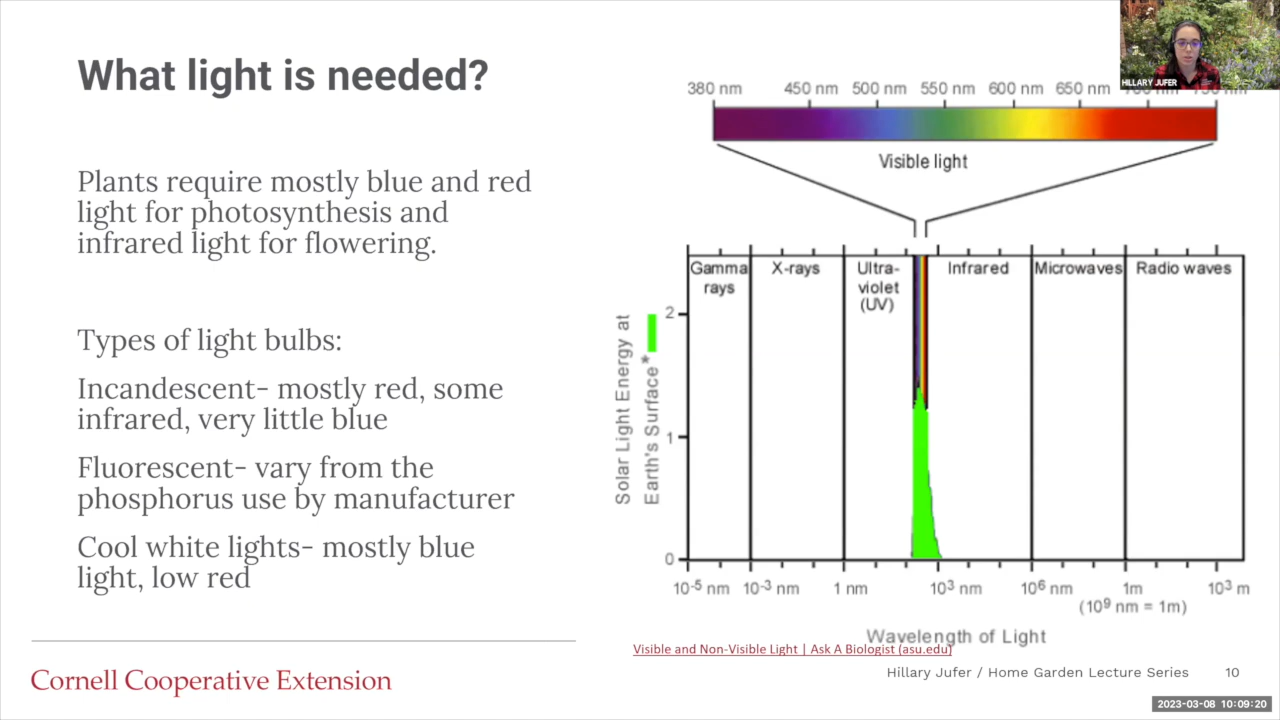 What light is needed?
Plants require mostly blue and red
light for photosynthesis and
infrared light for flowering.
Types of light bulbs:
Incandescent- mostly red, some
infrared, very little blue
Fluorescent- vary from the
phosphorus use by manufacturer
Cool white lights- mostly blue
light, low red
HILLARY JUFER
380 nm 450 nm 500 nm 550 nm 600 nm 650 nm
Visible light
Gamma
rays
X-rays
Ultra-
violet
(UV)
Infrared
Microwaves
Radio waves
Solar Light Energy at
Earth's Surface*
2
1
0
10-5 nm 10-3 nm 1 nm 103 nm 106 nm 1m 103 m
(109 nm = 1m)
Wavelength of Light
Visible and Non-Visible Light | Ask A Biologist (asu.edu)
Cornell Cooperative Extension
Hillary Jufer / Home Garden Lecture Series 10
2023-03-08 10:09:20